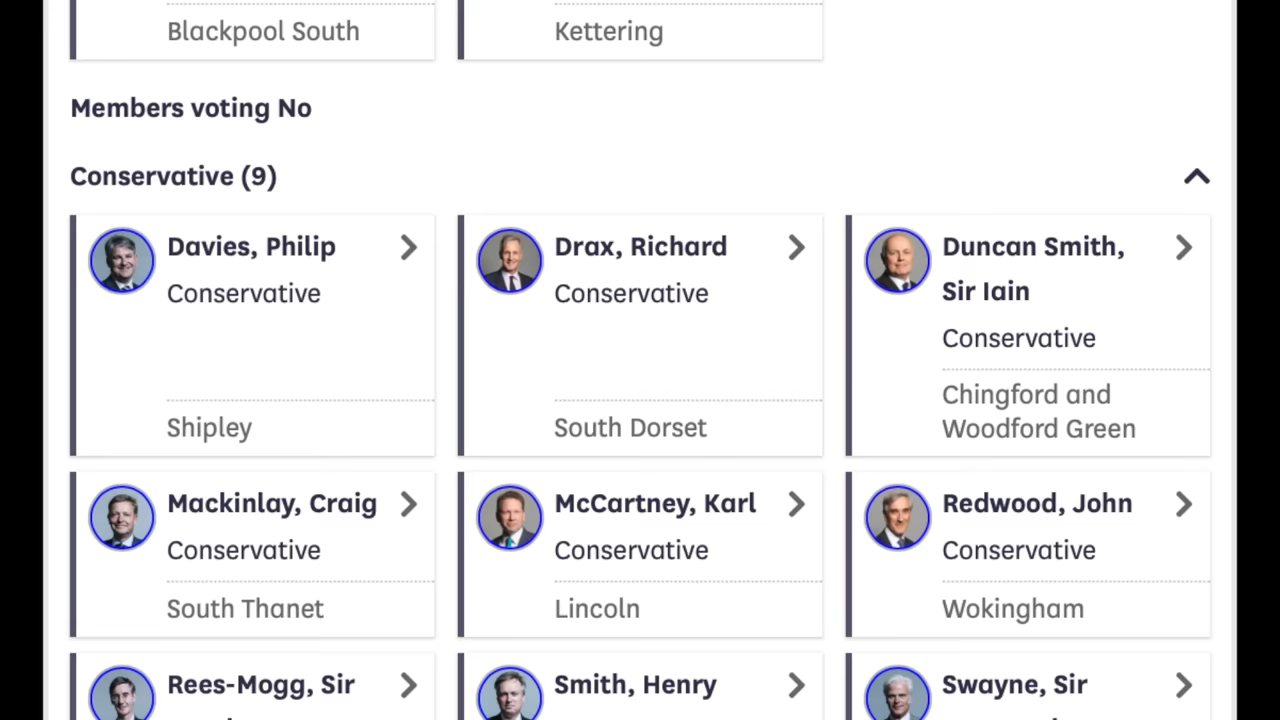 Blackpool South
Kettering
Members voting No
Conservative (9)
Davies, Philip
Conservative
Shipley
Drax, Richard
Conservative
South Dorset
Duncan Smith,
Sir Iain
Conservative
Chingford and
Woodford Green
Mackinlay, Craig
Conservative
South Thanet
McCartney, Karl
Conservative
Lincoln
Redwood, John
Conservative
Wokingham
Rees-Mogg, Sir
Smith, Henry
Swayne, Sir